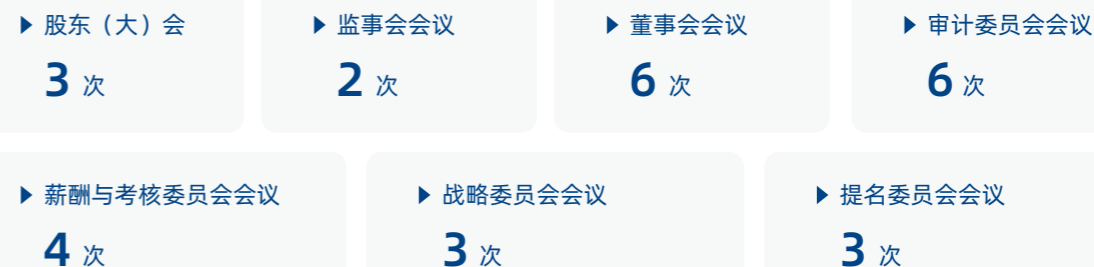 股东（大）会
3 次
监事会会议
2 次
董事会会议
6 次
审计委员会会议
6 次
薪酬与考核委员会会议
4 次
战略委员会会议
3 次
提名委员会会议
3 次